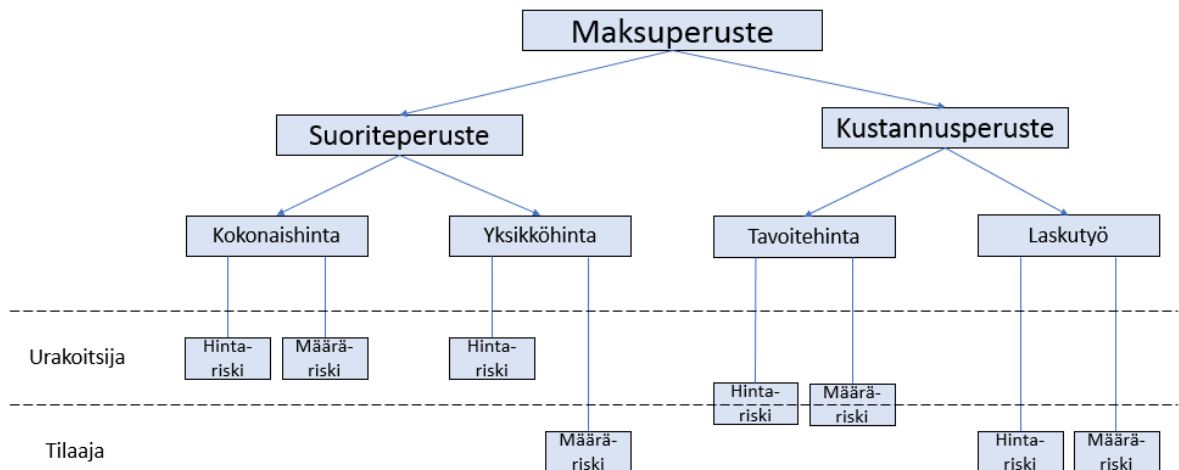 Maksuperuste
Suoriteperuste
Kustannusperuste
Kokonaishinta
Yksikköhinta
Tavoitehinta
Laskutyö
Urakoitsija
Hinta-
riski
Määrä-
riski
Hinta-
riski
Hinta-
riski
Määrä-
riski
Tilaaja
Määrä-
riski
Hinta-
riski
Määrä-
riski